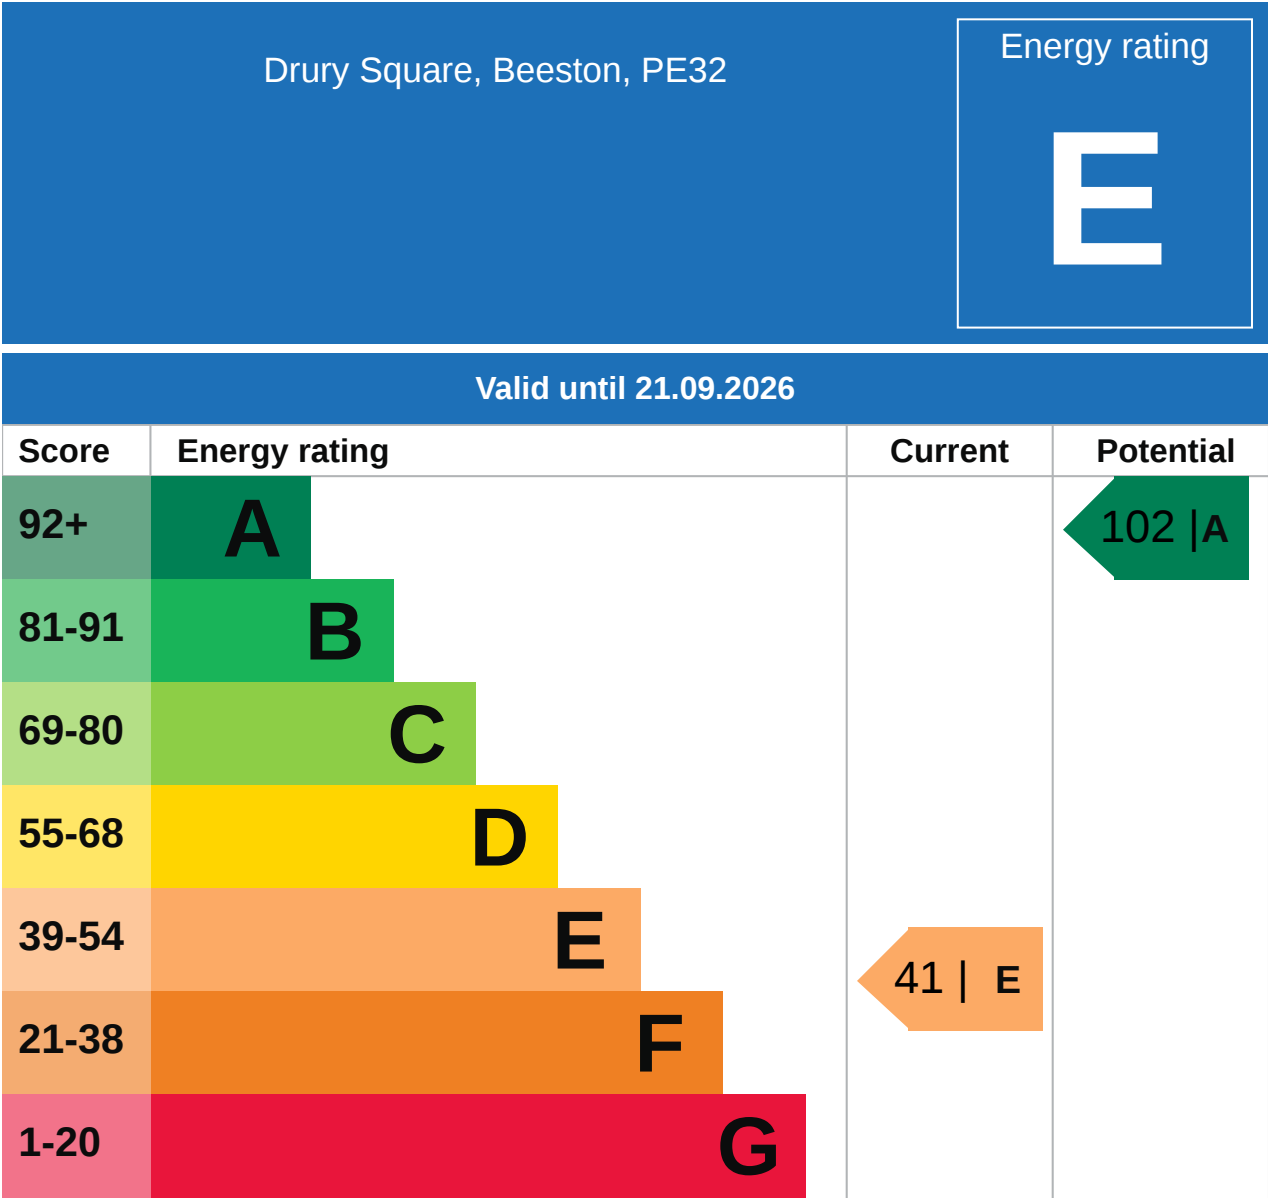 Drury Square, Beeston, PE32
Energy rating
E
Valid until 21.09.2026
Score Energy rating Current Potential
92+ A 102 |A
81-91 B
69-80 C
55-68 D
39-54 E 41 | E
21-38 F
1-20 G